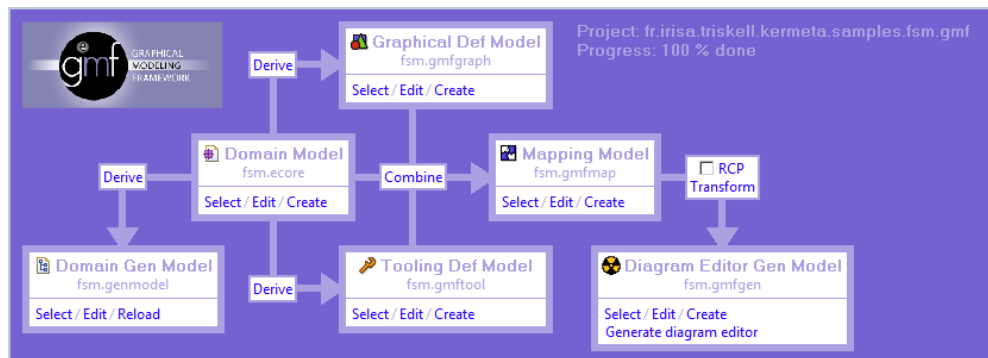 gmf
GRAPHICAL
MODELING
FRAMEWORK
Project: fr.irisa.triskell.kermeta.samples.fsm.gmf
Progress: 100 % done
Graphical Def Model
fsm.gmfgraph
Select / Edit / Create
Derive
Domain Model
fsm.ecore
Select / Edit / Create
Derive
Combine
Mapping Model
fsm.gmfmap
Select / Edit / Create
RCP
Transform
Domain Gen Model
fsm.genmodel
Select / Edit / Reload
Derive
Tooling Def Model
fsm.gmftool
Select / Edit / Create
Diagram Editor Gen Model
fsm.gmfgen
Select / Edit / Create
Generate diagram editor